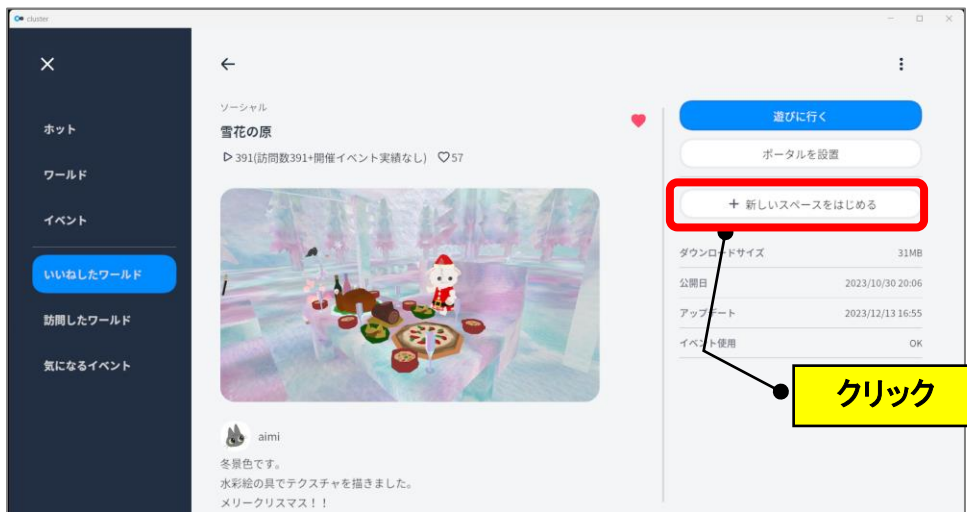 cluster
ホット
ワールド
イベント
いいねしたワールド
訪問したワールド
気になるイベント
ソーシャル
雪花の原
391(訪問数391+開催イベント実績なし) 57
aimi
冬景色です。
水彩絵の具でテクスチャを描きました。
メリークリスマス！！
遊びに行く
ポータルを設置
+ 新しいスペースをはじめる
ダウンロードサイズ 31MB
公開日 2023/10/30 20:06
アップデート 2023/12/13 16:55
イベント使用 OK
クリック